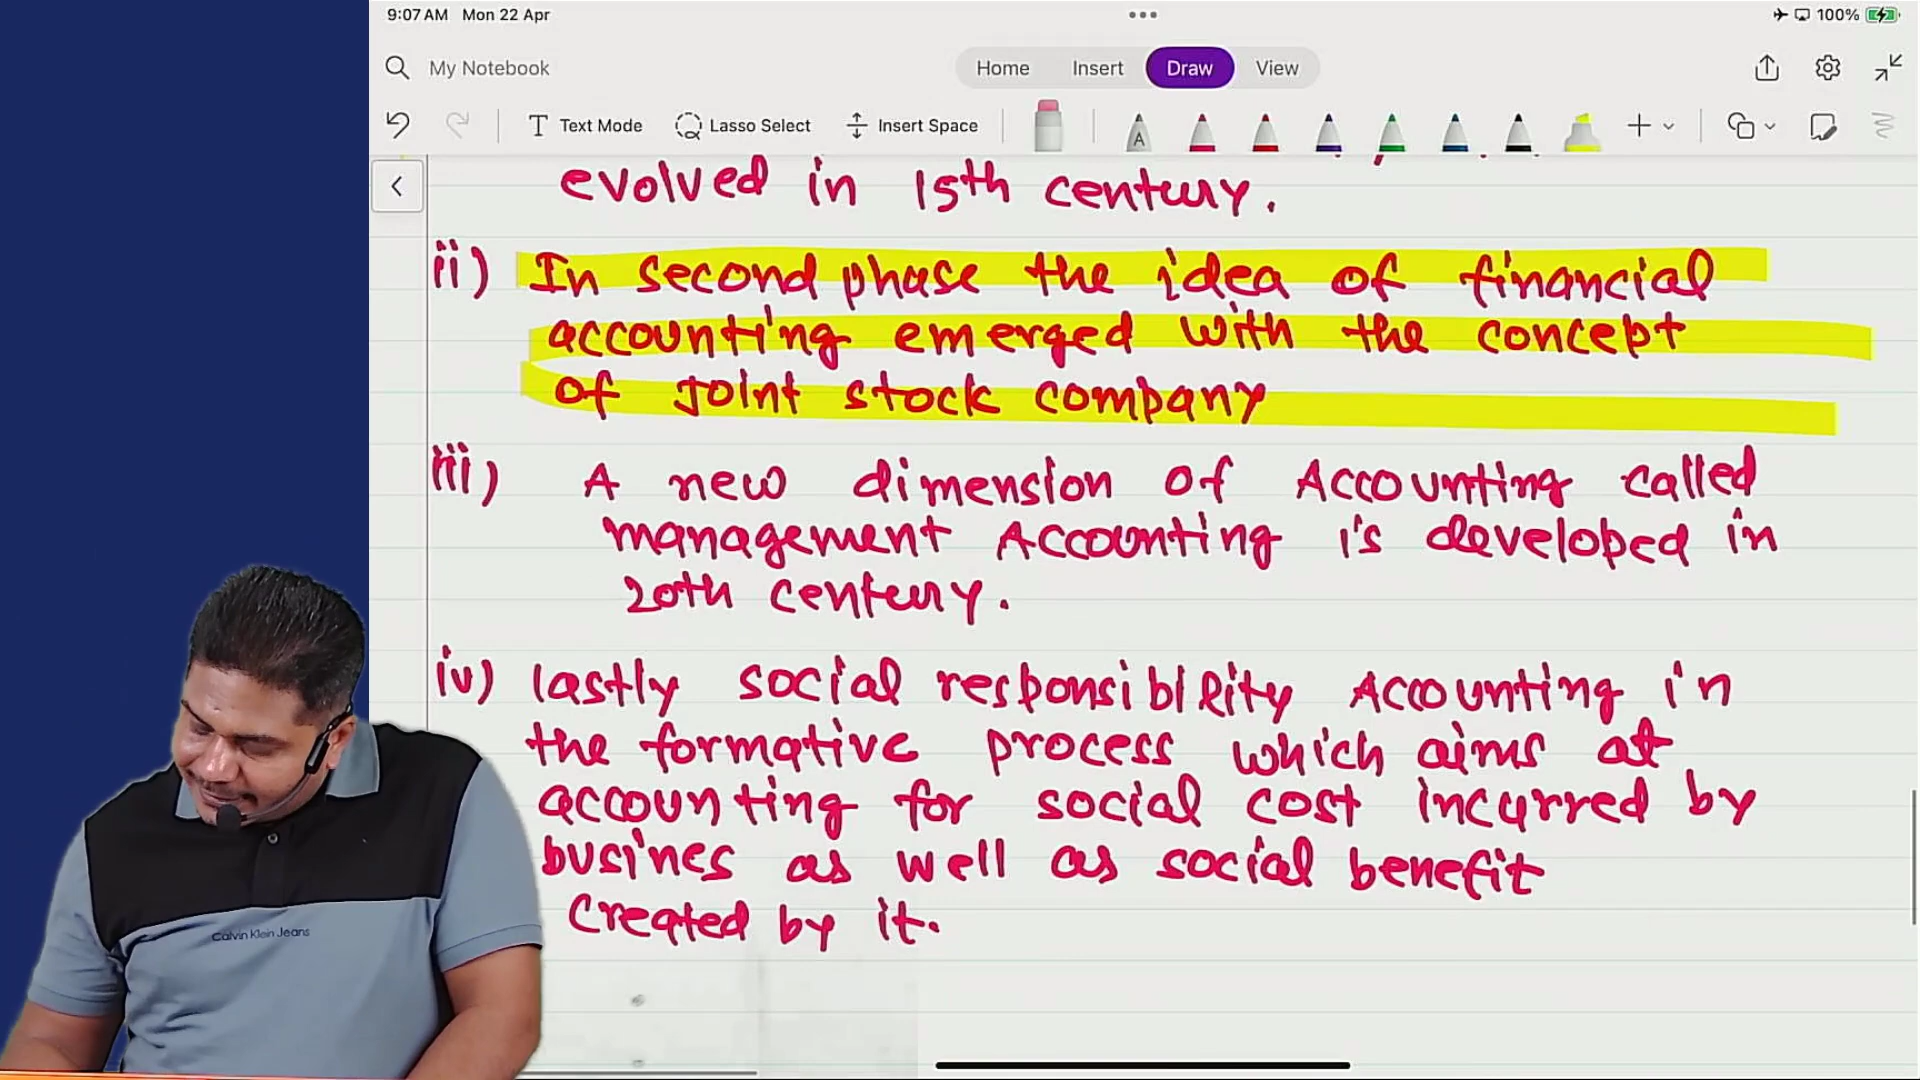 9:07 AM Mon 22 Apr
100%
My Notebook
Home Insert Draw View
Text Mode Lasso Select Insert Space
evolved in 15th century.
ii) In second phase the idea of financial
accounting emerged with the concept
of Joint stock company
iii) A new dimension of Accounting called
management Accounting is developed in
20th century.
iv) lastly social responsibility Accounting in
the formative process which aims at
accounting for social cost incurred by
busines as well as social benefit
created by it.
Calvin Klein Jeans